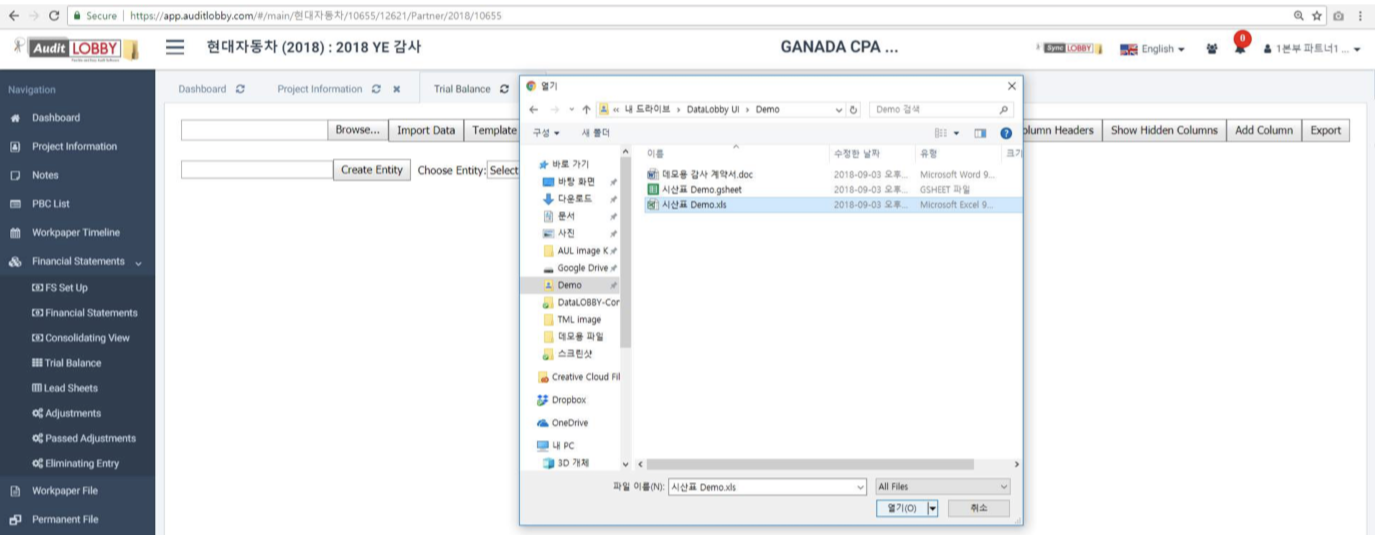 Secure | https://app.auditlobby.com/#/main/현대자동차/10655/12621/Partner/2018/10655
Audit LOBBY
현대자동차 (2018) : 2018 YE 감사
GANADA CPA ...
Sync LOBBY
English
0
1본부 파트너1 ...
Navigation
Dashboard
Project Information
Notes
PBC List
Workpaper Timeline
Financial Statements
FS Set Up
Financial Statements
Consolidating View
Trial Balance
Lead Sheets
Adjustments
Passed Adjustments
Eliminating Entry
Workpaper File
Permanent File
Dashboard
Project Information
Trial Balance
Browse...
Import Data
Template
Create Entity
Choose Entity: Select
olumn Headers
Show Hidden Columns
Add Column
Export
열기
« 내 드라이브 › DataLobby UI › Demo
Demo 검색
구성
새 폴더
바로 가기
바탕 화면
다운로드
문서
사진
AUL image K
Google Drive
Demo
DataLOBBY-Cor
TML image
데모용 파일
스크린샷
Creative Cloud Fil
Dropbox
OneDrive
내 PC
3D 개체
이름 수정한 날짜 유형 크기
데모용 감사 계약서.doc 2018-09-03 오후... Microsoft Word 9...
시산표 Demo.gsheet 2018-09-03 오후... GSHEET 파일
시산표 Demo.xls 2018-09-03 오후... Microsoft Excel 9...
파일 이름(N): 시산표 Demo.xls
All Files
열기(O)
취소